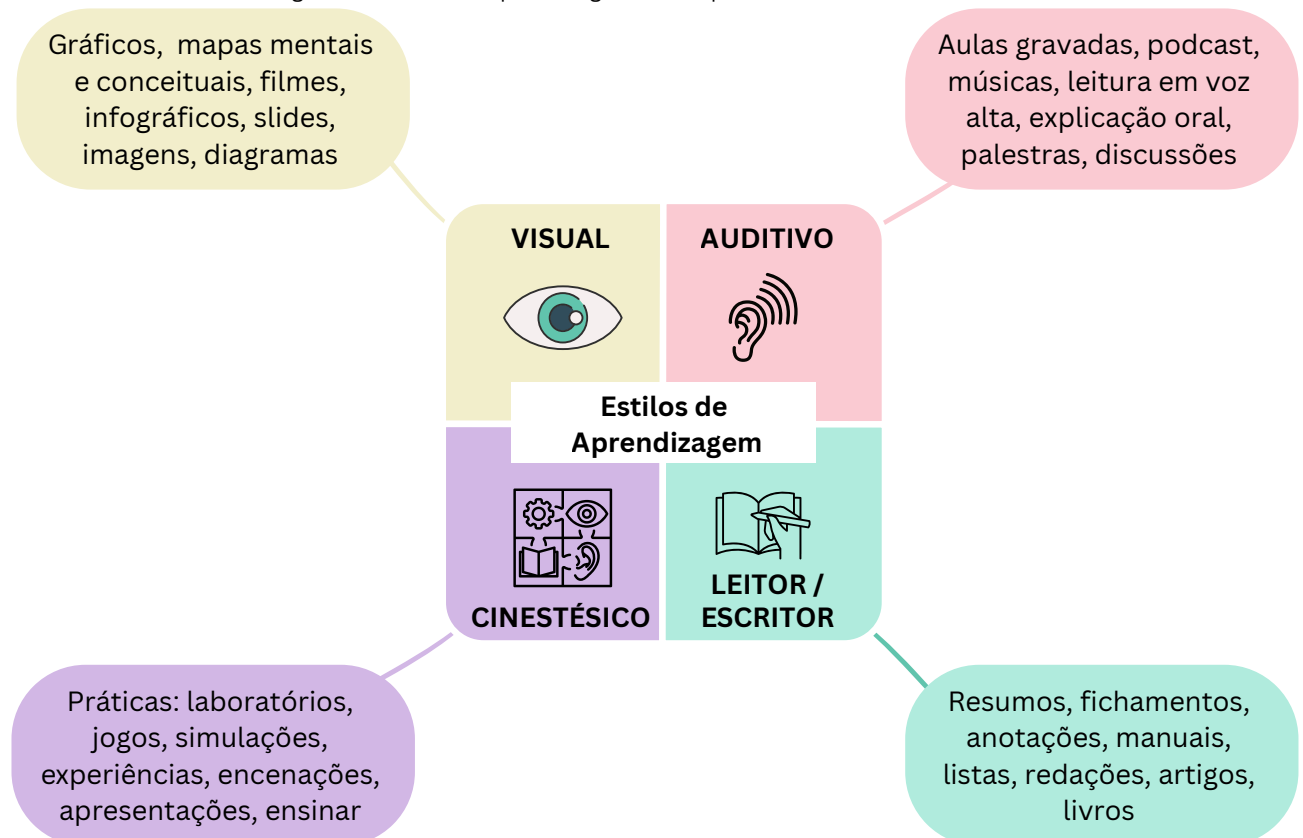 Gráficos, mapas mentais
e conceituais, filmes,
infográficos, slides,
imagens, diagramas
Aulas gravadas, podcast,
músicas, leitura em voz
alta, explicação oral,
palestras, discussões
VISUAL
AUDITIVO
Estilos de
Aprendizagem
CINESTÉSICO
LEITOR /
ESCRITOR
Práticas: laboratórios,
jogos, simulações,
experiências, encenações,
apresentações, ensinar
Resumos, fichamentos,
anotações, manuais,
listas, redações, artigos,
livros